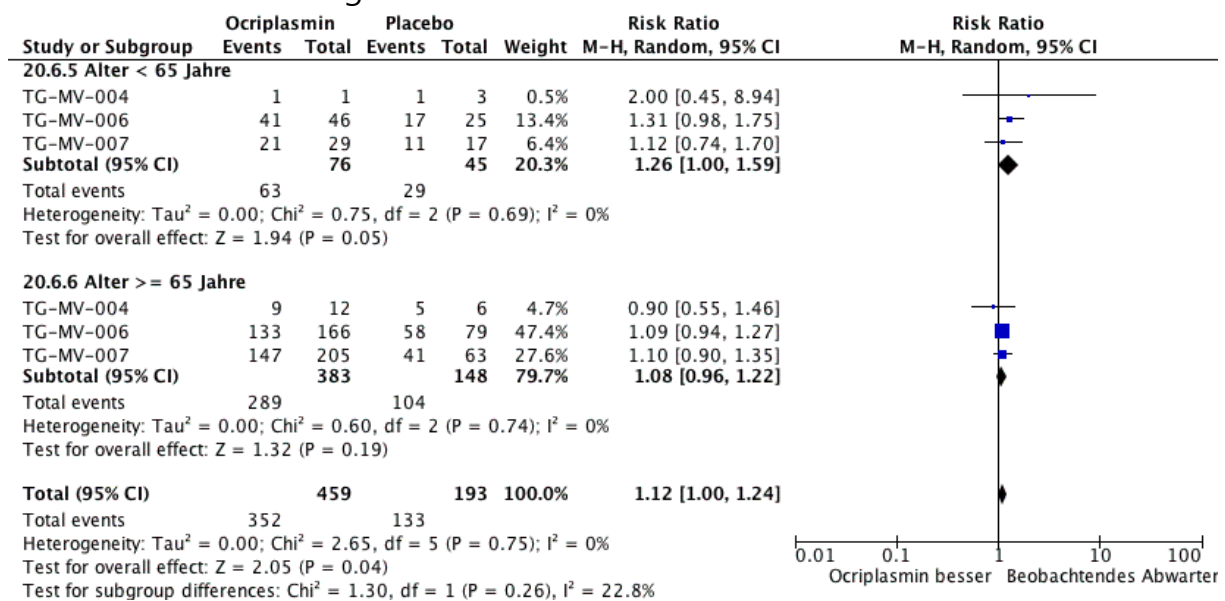 Ocriplasmin Placebo Risk Ratio Risk Ratio
Study or Subgroup Events Total Events Total Weight M-H, Random, 95% CI M-H, Random, 95% CI
20.6.5 Alter < 65 Jahre
TG-MV-004 1 1 1 3 0.5% 2.00 [0.45, 8.94]
TG-MV-006 41 46 17 25 13.4% 1.31 [0.98, 1.75]
TG-MV-007 21 29 11 17 6.4% 1.12 [0.74, 1.70]
Subtotal (95% CI) 76 45 20.3% 1.26 [1.00, 1.59]
Total events 63 29
Heterogeneity: Tau² = 0.00; Chi² = 0.75, df = 2 (P = 0.69); I² = 0%
Test for overall effect: Z = 1.94 (P = 0.05)
20.6.6 Alter >= 65 Jahre
TG-MV-004 9 12 5 6 4.7% 0.90 [0.55, 1.46]
TG-MV-006 133 166 58 79 47.4% 1.09 [0.94, 1.27]
TG-MV-007 147 205 41 63 27.6% 1.10 [0.90, 1.35]
Subtotal (95% CI) 383 148 79.7% 1.08 [0.96, 1.22]
Total events 289 104
Heterogeneity: Tau² = 0.00; Chi² = 0.60, df = 2 (P = 0.74); I² = 0%
Test for overall effect: Z = 1.32 (P = 0.19)
Total (95% CI) 459 193 100.0% 1.12 [1.00, 1.24]
Total events 352 133
Heterogeneity: Tau² = 0.00; Chi² = 2.65, df = 5 (P = 0.75); I² = 0%
Test for overall effect: Z = 2.05 (P = 0.04)
Test for subgroup differences: Chi² = 1.30, df = 1 (P = 0.26), I² = 22.8%
0.01 0.1 1 10 100
Ocriplasmin besser Beobachtendes Abwarter